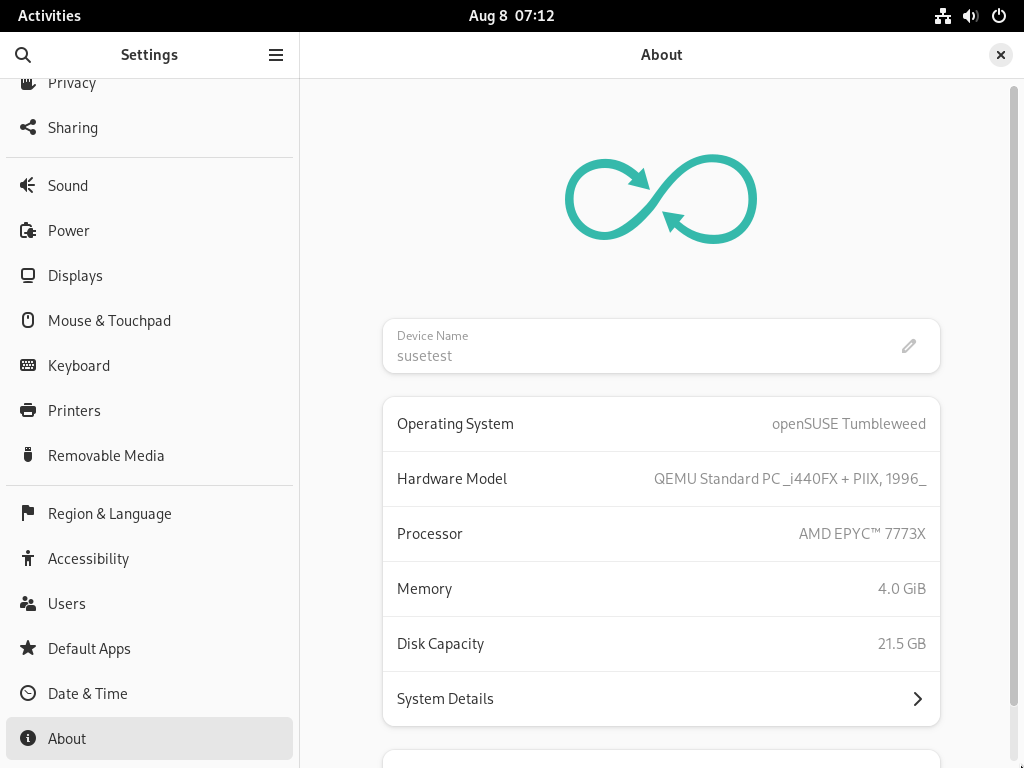 Activities
Aug 8 07:12
Settings
About
Privacy
Sharing
Sound
Power
Displays
Mouse & Touchpad
Keyboard
Printers
Removable Media
Region & Language
Accessibility
Users
Default Apps
Date & Time
About
Device Name
susetest
Operating System openSUSE Tumbleweed
Hardware Model QEMU Standard PC _i440FX + PIIX, 1996_
Processor AMD EPYC™ 7773X
Memory 4.0 GiB
Disk Capacity 21.5 GB
System Details